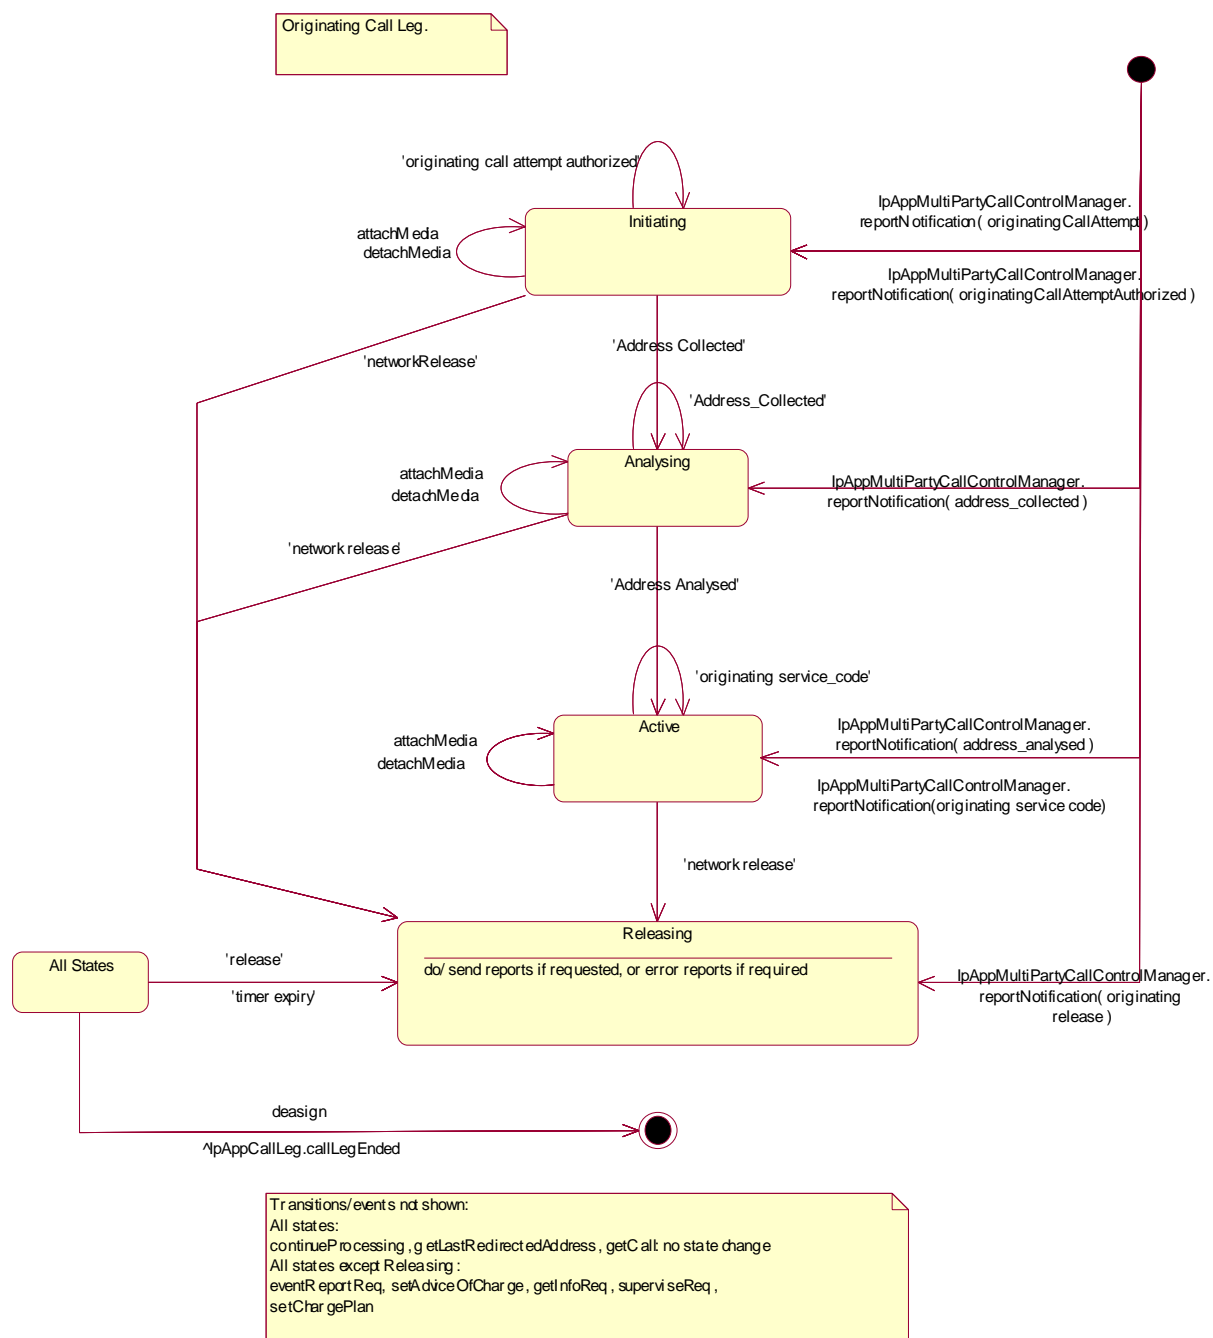 Originating Call Leg.
'originating call attempt authorized'
IpAppMultiPartyCallControlManager.
reportNotification( originatingCallAttempt )
Initiating
attachMedia
detachMedia
IpAppMultiPartyCallControlManager.
reportNotification( originatingCallAttemptAuthorized )
'Address Collected'
'networkRelease'
'Address_Collected'
Analysing
attachMedia
detachMedia
IpAppMultiPartyCallControlManager.
reportNotification( address_collected )
'network release'
'Address Analysed'
'originating service_code'
Active
attachMedia
detachMedia
IpAppMultiPartyCallControlManager.
reportNotification( address_analysed )
IpAppMultiPartyCallControlManager.
reportNotification(originating service code)
'network release'
Releasing
do/ send reports if requested, or error reports if required
All States
'release'
'timer expiry'
IpAppMultiPartyCallControlManager.
reportNotification( originating
release )
deasign
^IpAppCallLeg.callLegEnded
Transitions/events not shown:
All states:
continueProcessing, getLastRedirectedAddress, getCall: no state change
All states except Releasing :
eventReportReq, setAdviceOfCharge, getInfoReq, superviseReq,
setChargePlan